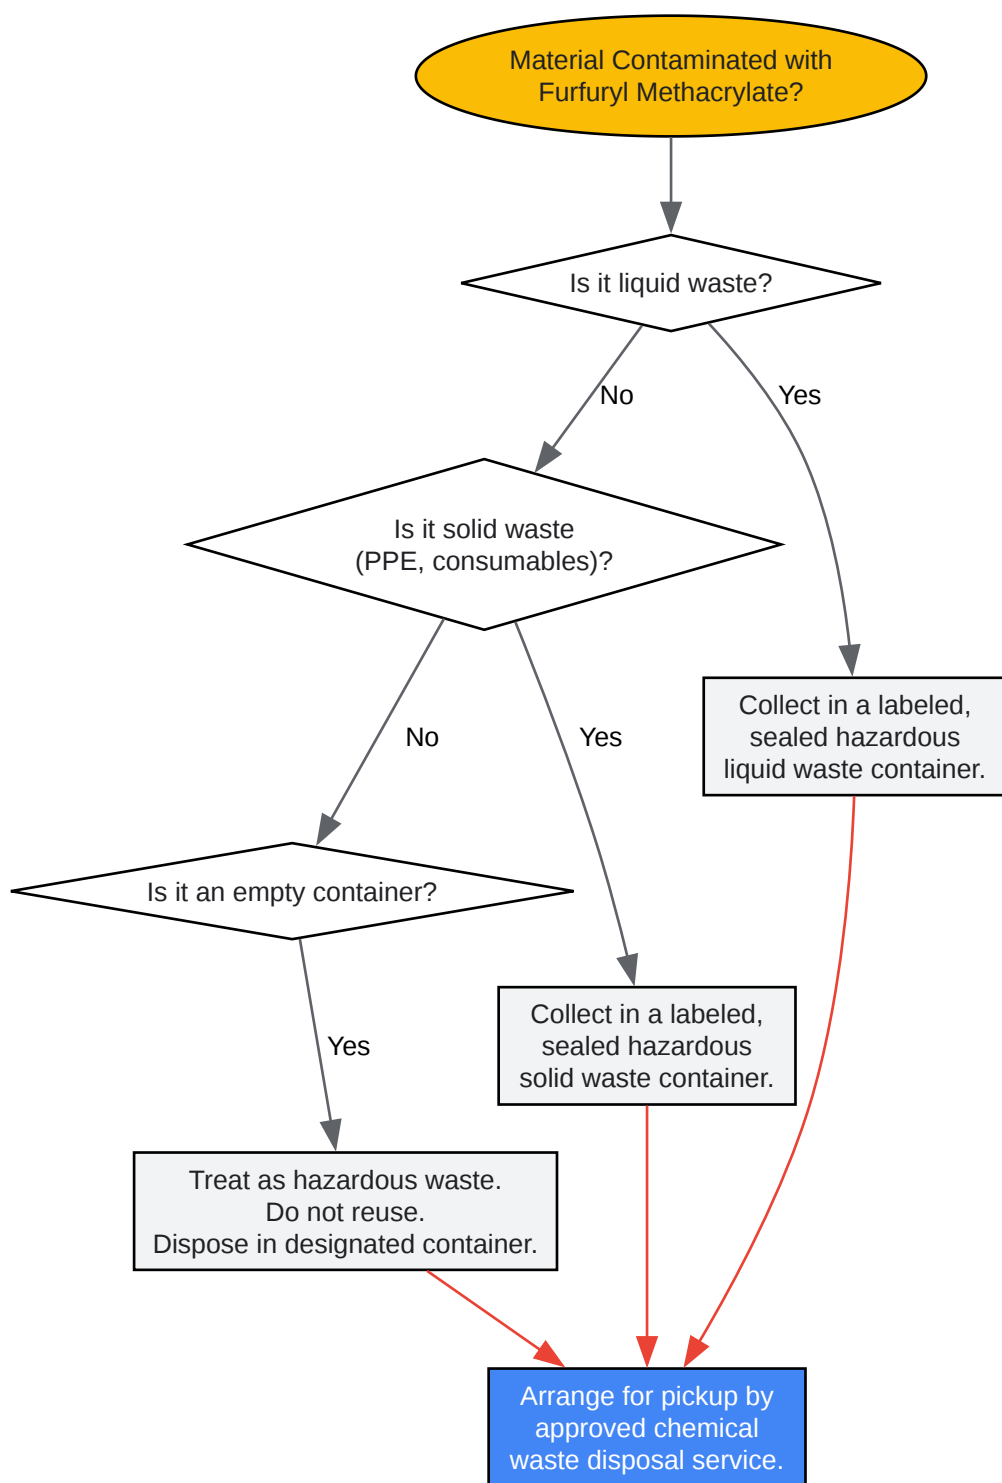 Material Contaminated with
Furfuryl Methacrylate?
Is it liquid waste?
No
Yes
Is it solid waste
(PPE, consumables)?
No
Yes
Collect in a labeled,
sealed hazardous
liquid waste container.
Is it an empty container?
Yes
Collect in a labeled,
sealed hazardous
solid waste container.
Treat as hazardous waste.
Do not reuse.
Dispose in designated container.
Arrange for pickup by
approved chemical
waste disposal service.